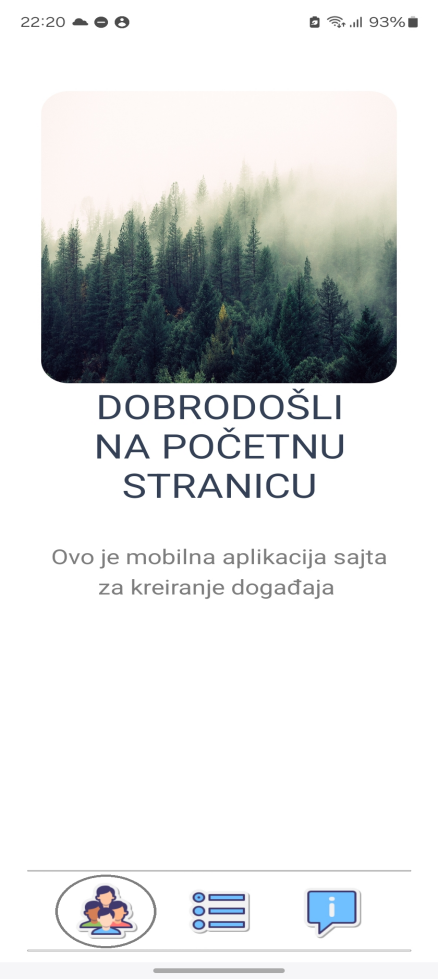 22:20
93%
DOBRODOŠLI
NA POČETNU
STRANICU
Ovo je mobilna aplikacija sajta
za kreiranje događaja
i